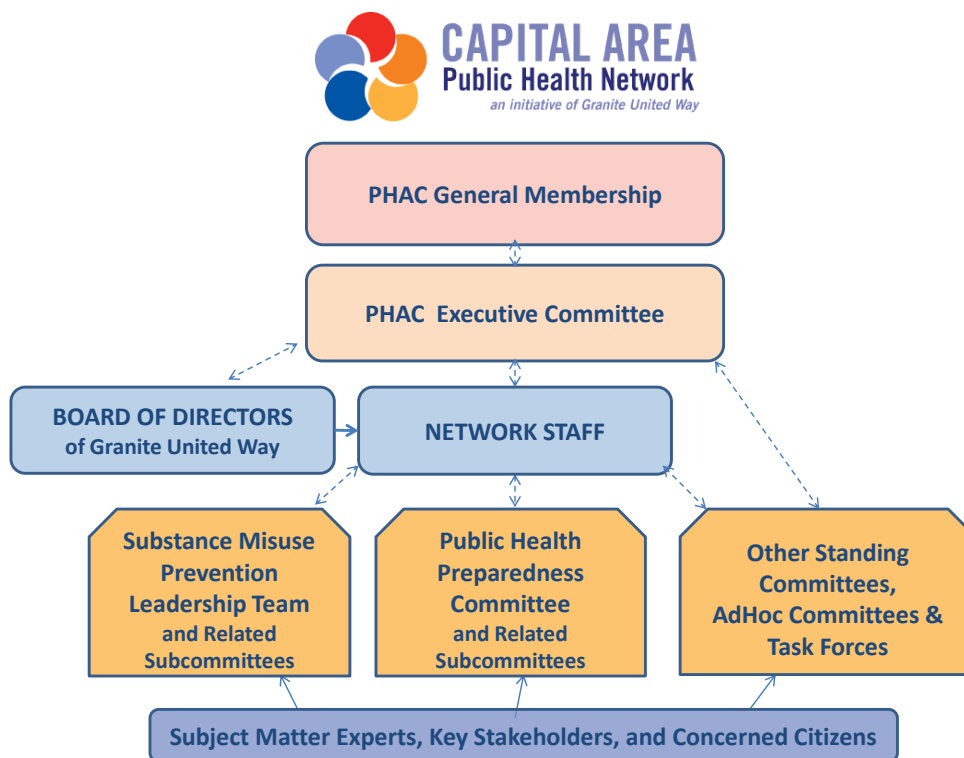 CAPITAL AREA
Public Health Network
an initiative of Granite United Way
PHAC General Membership
PHAC Executive Committee
BOARD OF DIRECTORS
of Granite United Way
NETWORK STAFF
Substance Misuse
Prevention
Leadership Team
and Related
Subcommittees
Public Health
Preparedness
Committee
and Related
Subcommittees
Other Standing
Committees,
AdHoc Committees &
Task Forces
Subject Matter Experts, Key Stakeholders, and Concerned Citizens